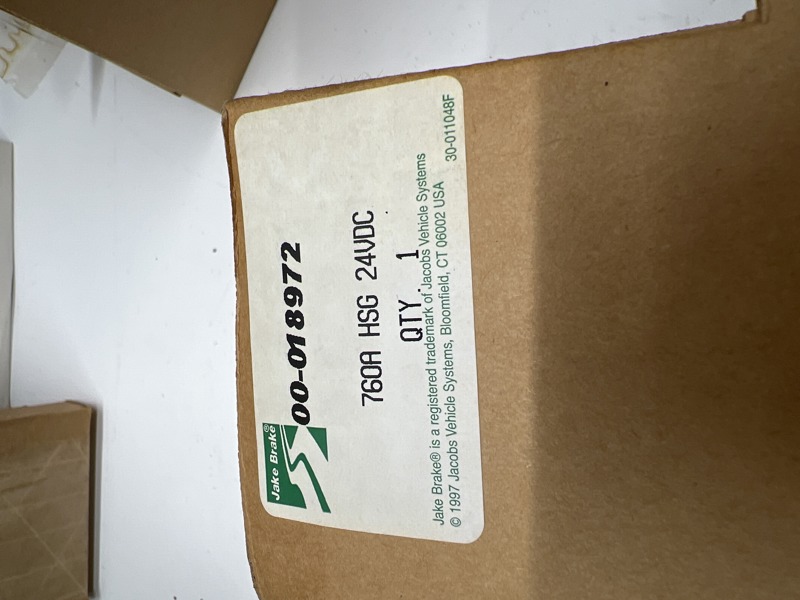 Jake Brake®
00-018972
760A HSG 24VDC
QTY. 1
Jake Brake® is a registered trademark of Jacobs Vehicle Systems
© 1997 Jacobs Vehicle Systems, Bloomfield, CT 06002 USA 30-011048F